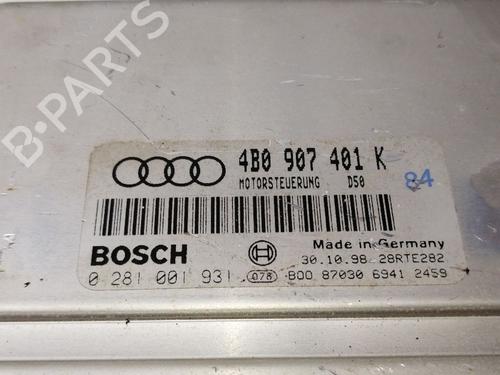 B-PARTS
4B0 907 401 K
MOTORSTEUERUNG D50
84
BOSCH
Made in Germany
0 281 001 931
30.10.98 28RTE282
078 BOO 87030 6941 2459